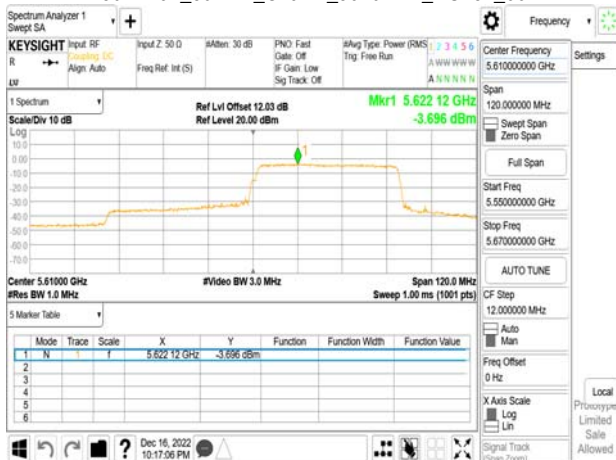 Spectrum Analyzer 1
Swept SA
Frequency
KEYSIGHT
R
Input: RF
Coupling: DC
Align: Auto
Input Z: 50 Ω
Freq Ref: Int (S)
#Atten: 30 dB
PNO: Fast
Gate: Off
IF Gain: Low
Sig Track: Off
#Avg Type: Power (RMS
Trig: Free Run
1 2 3 4 5 6
A W W W W W
A N N N N N
1 Spectrum
Scale/Div 10 dB
Ref Lvl Offset 12.03 dB
Ref Level 20.00 dBm
Mkr1 5.622 12 GHz
-3.696 dBm
Log
10.0
0.00
-10.0
-20.0
-30.0
-40.0
-50.0
-60.0
-70.0
1
Center 5.61000 GHz
#Res BW 1.0 MHz
#Video BW 3.0 MHz
Span 120.0 MHz
Sweep 1.00 ms (1001 pts)
5 Marker Table
Mode Trace Scale X Y Function Function Width Function Value
1 N 1 f 5.622 12 GHz -3.696 dBm
2
3
4
5
6
Dec 16, 2022
10:17:06 PM
Center Frequency
5.610000000 GHz
Settings
Span
120.000000 MHz
Swept Span
Zero Span
Full Span
Start Freq
5.550000000 GHz
Stop Freq
5.670000000 GHz
AUTO TUNE
CF Step
12.000000 MHz
Auto
Man
Freq Offset
0 Hz
X Axis Scale
Log
Lin
Signal Track
(Span Zoom)
Local
Prototype
Limited
Sale
Allowed